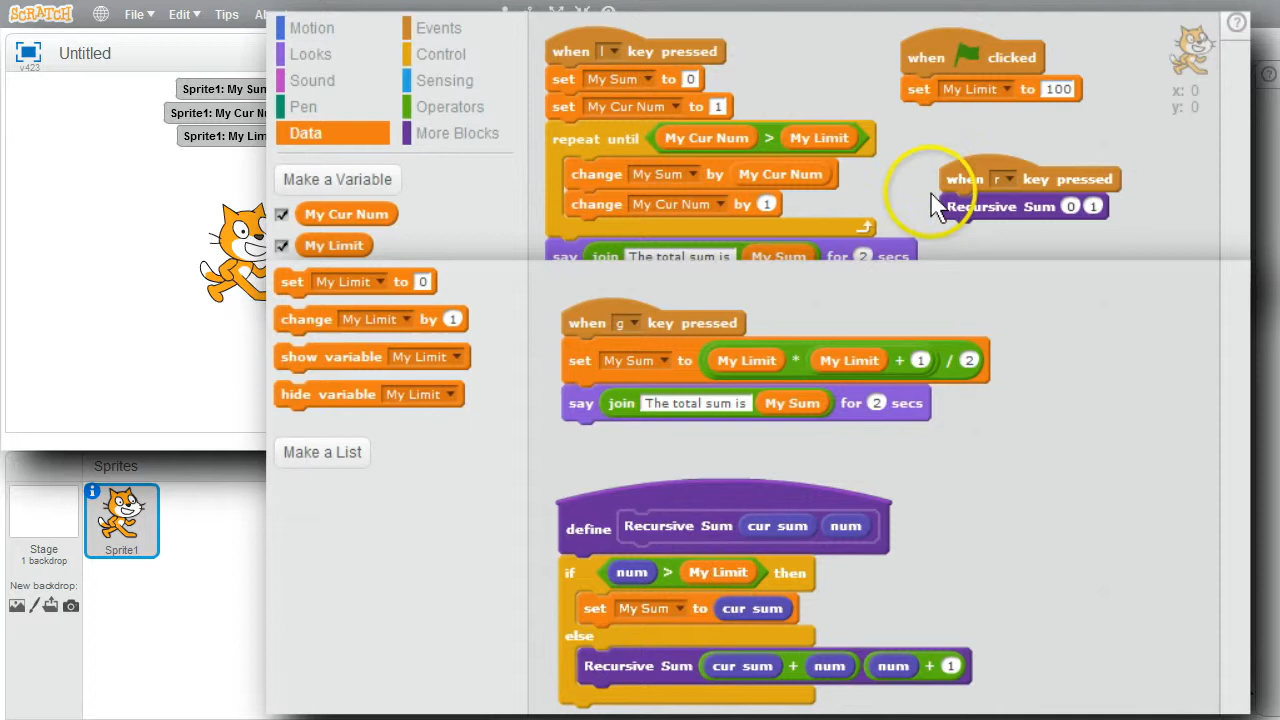 SCRATCH File Edit Tips
Untitled
v423
Sprite1: My Sum
Sprite1: My Cur Nu
Sprite1: My Lim
Sprites
Stage
1 backdrop
New backdrop:
Sprite1
Motion Events
Looks Control
Sound Sensing
Pen Operators
Data More Blocks
Make a Variable
My Cur Num
My Limit
set My Limit to 0
change My Limit by 1
show variable My Limit
hide variable My Limit
Make a List
when l key pressed
set My Sum to 0
set My Cur Num to 1
repeat until My Cur Num > My Limit
change My Sum by My Cur Num
change My Cur Num by 1
say join The total sum is My Sum for 2 secs
when clicked
set My Limit to 100
when r key pressed
Recursive Sum 0 1
x: 0
y: 0
when g key pressed
set My Sum to My Limit * My Limit + 1 / 2
say join The total sum is My Sum for 2 secs
define Recursive Sum cur sum num
if num > My Limit then
set My Sum to cur sum
else
Recursive Sum cur sum + num num + 1